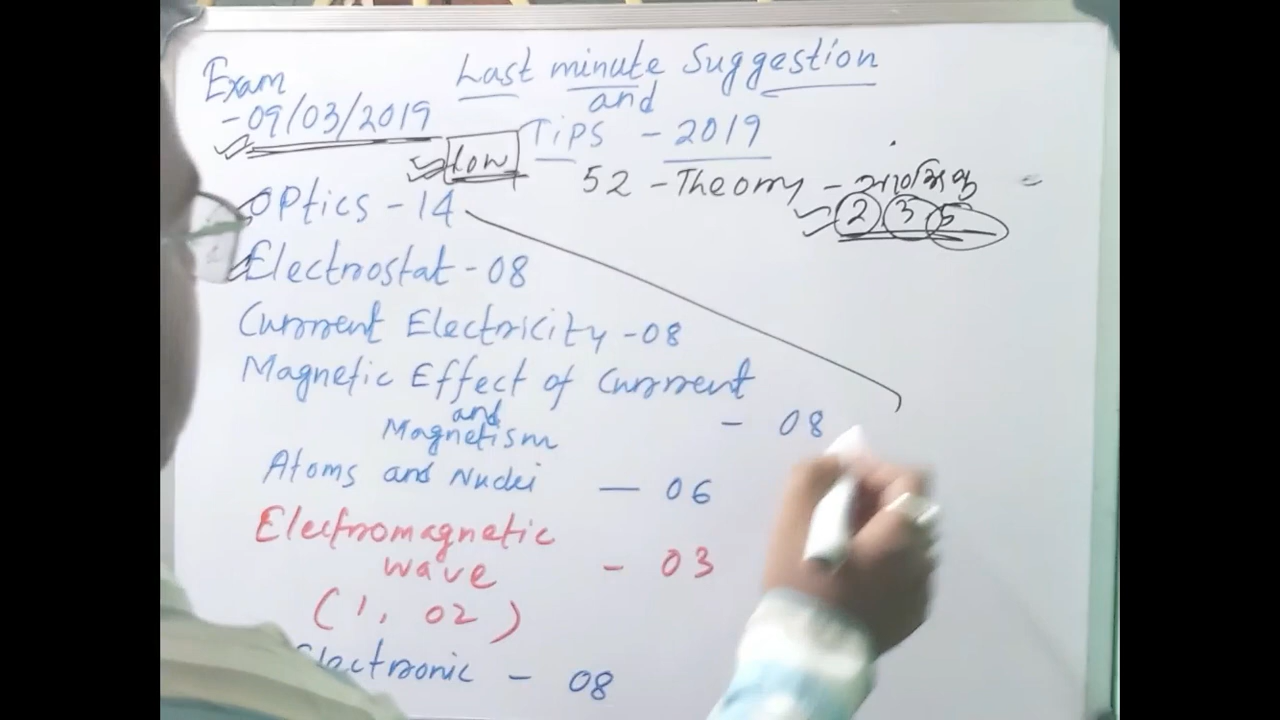 Exam
Last minute Suggestion
and
- 09/03/2019
Tips - 2019
low
52 - Theory -
2 3 5
Optics - 14
Electrostat - 08
Current Electricity - 08
Magnetic Effect of Current
and
Magnetism - 08
Atoms and Nuclei - 06
Electromagnetic
wave - 03
(1, 02)
Electronic - 08